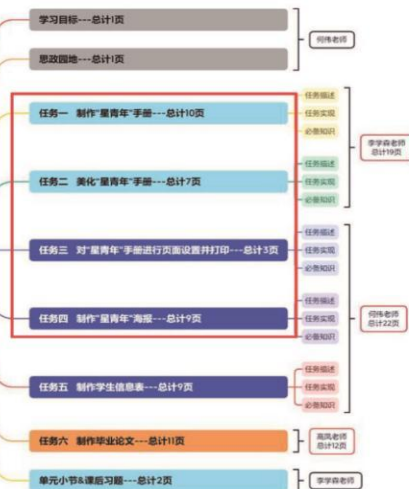 学习目标---总计1页
何伟老师
思政园地---总计1页
任务一 制作“星青年”手册---总计10页
任务描述
任务实现
必备知识
李学森老师
总计19页
任务二 美化“星青年”手册---总计7页
任务描述
任务实现
必备知识
任务三 对“星青年”手册进行页面设置并打印---总计3页
任务描述
任务实现
必备知识
任务四 制作“星青年”海报---总计9页
任务描述
任务实现
必备知识
何伟老师
总计22页
任务五 制作学生信息表---总计9页
任务描述
任务实现
必备知识
任务六 制作毕业论文---总计11页
老师
总计12页
单元小节&课后习题---总计2页
李学森老师